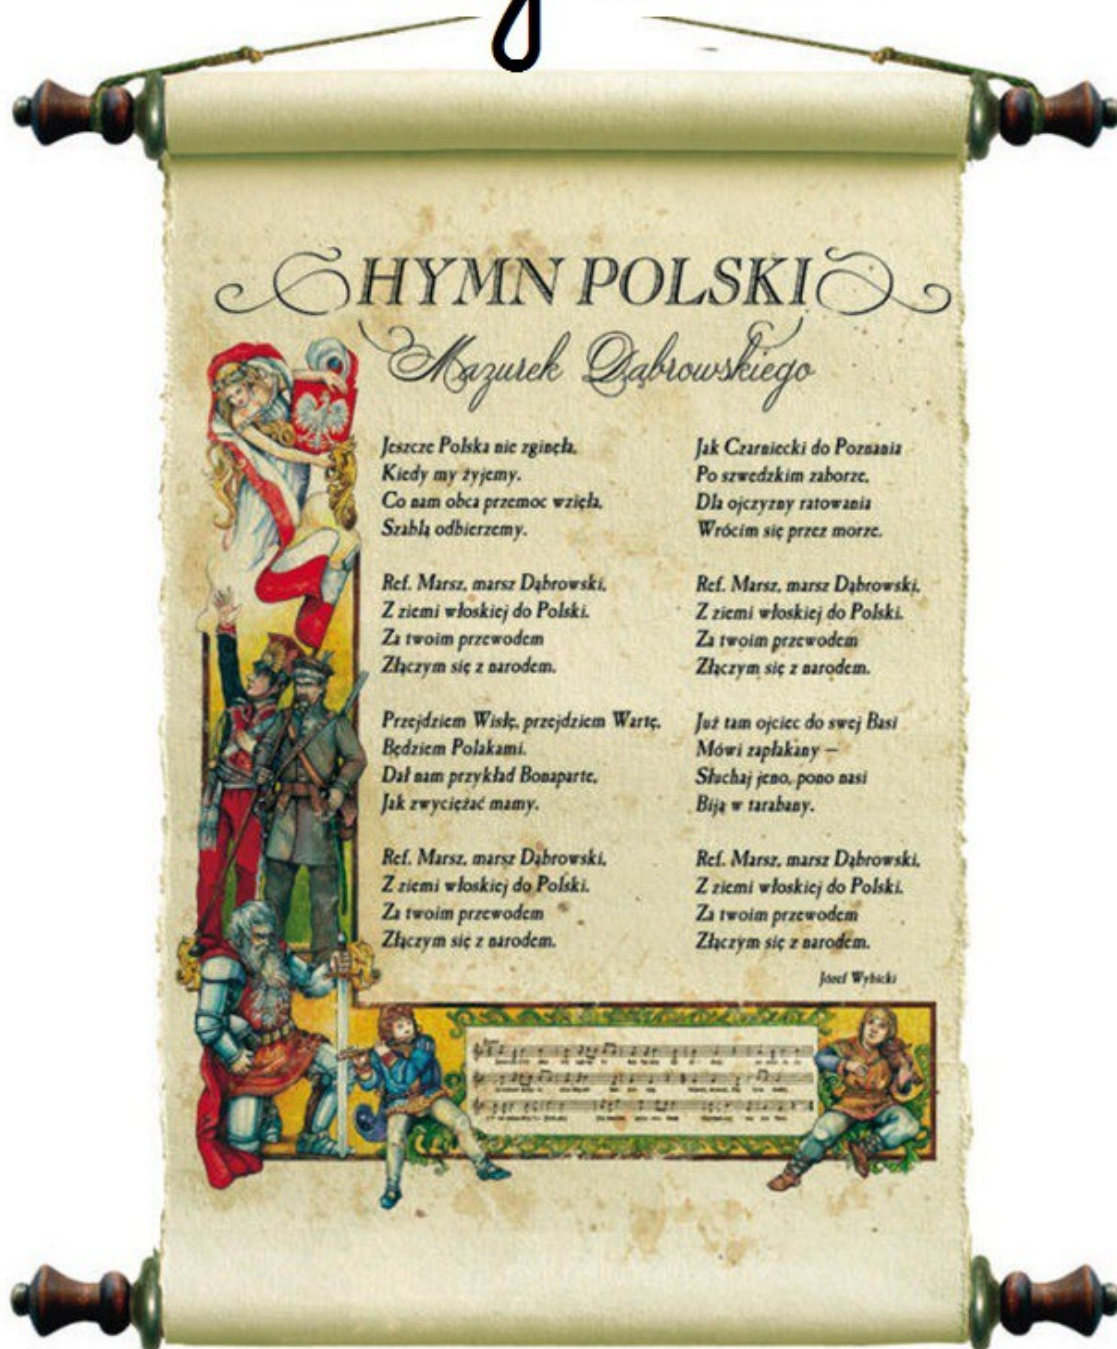 HYMN POLSKI
Mazurek Dąbrowskiego
Jeszcze Polska nie zginęła,
Kiedy my żyjemy.
Co nam obca przemoc wzięła,
Szablą odbierzemy.
Ref. Marsz, marsz Dąbrowski,
Z ziemi włoskiej do Polski.
Za twoim przewodem
Złączym się z narodem.
Przejdziem Wisłę, przejdziem Wartę,
Będziem Polakami.
Dał nam przykład Bonaparte,
Jak zwyciężać mamy.
Ref. Marsz, marsz Dąbrowski,
Z ziemi włoskiej do Polski.
Za twoim przewodem
Złączym się z narodem.
Jak Czarniecki do Poznania
Po szwedzkim zaborze,
Dla ojczyzny ratowania
Wrócim się przez morze.
Ref. Marsz, marsz Dąbrowski,
Z ziemi włoskiej do Polski.
Za twoim przewodem
Złączym się z narodem.
Już tam ojciec do swej Basi
Mówi zapłakany –
Słuchaj jeno, pono nasi
Biją w tarabany.
Ref. Marsz, marsz Dąbrowski,
Z ziemi włoskiej do Polski.
Za twoim przewodem
Złączym się z narodem.
Józef Wybicki